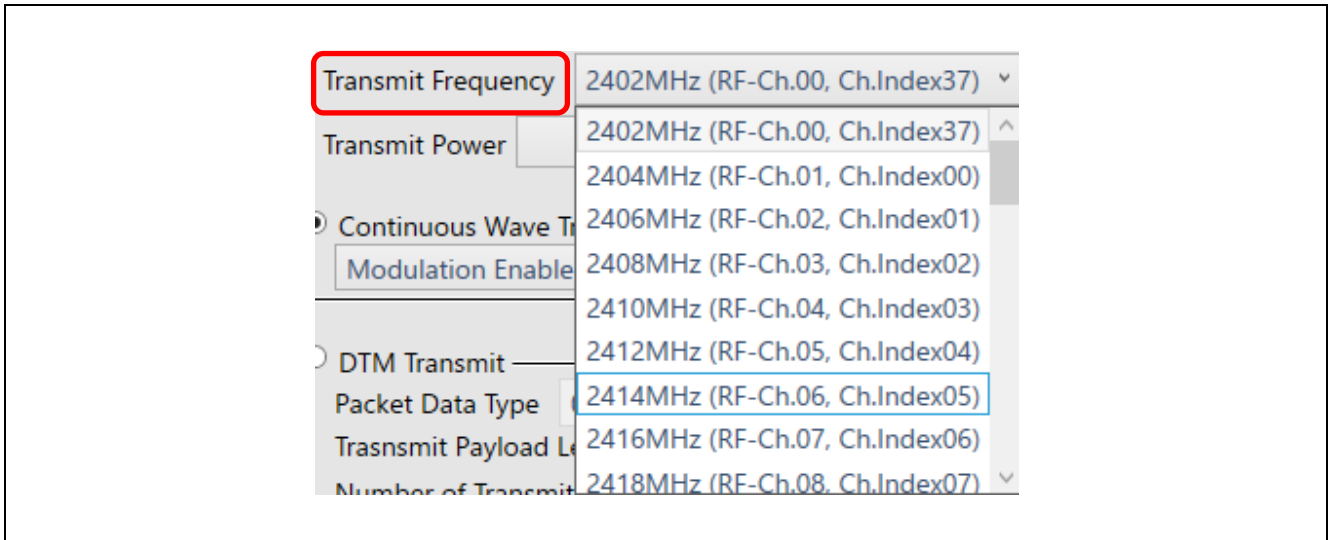 Transmit Frequency 2402MHz (RF-Ch.00, Ch.Index37)
Transmit Power 2402MHz (RF-Ch.00, Ch.Index37)
2404MHz (RF-Ch.01, Ch.Index00)
Continuous Wave 2406MHz (RF-Ch.02, Ch.Index01)
Modulation Enable 2408MHz (RF-Ch.03, Ch.Index02)
2410MHz (RF-Ch.04, Ch.Index03)
DTM Transmit 2412MHz (RF-Ch.05, Ch.Index04)
Packet Data Type 2414MHz (RF-Ch.06, Ch.Index05)
Trasnsmit Payload 2416MHz (RF-Ch.07, Ch.Index06)
Number of Transmit 2418MHz (RF-Ch.08, Ch.Index07)